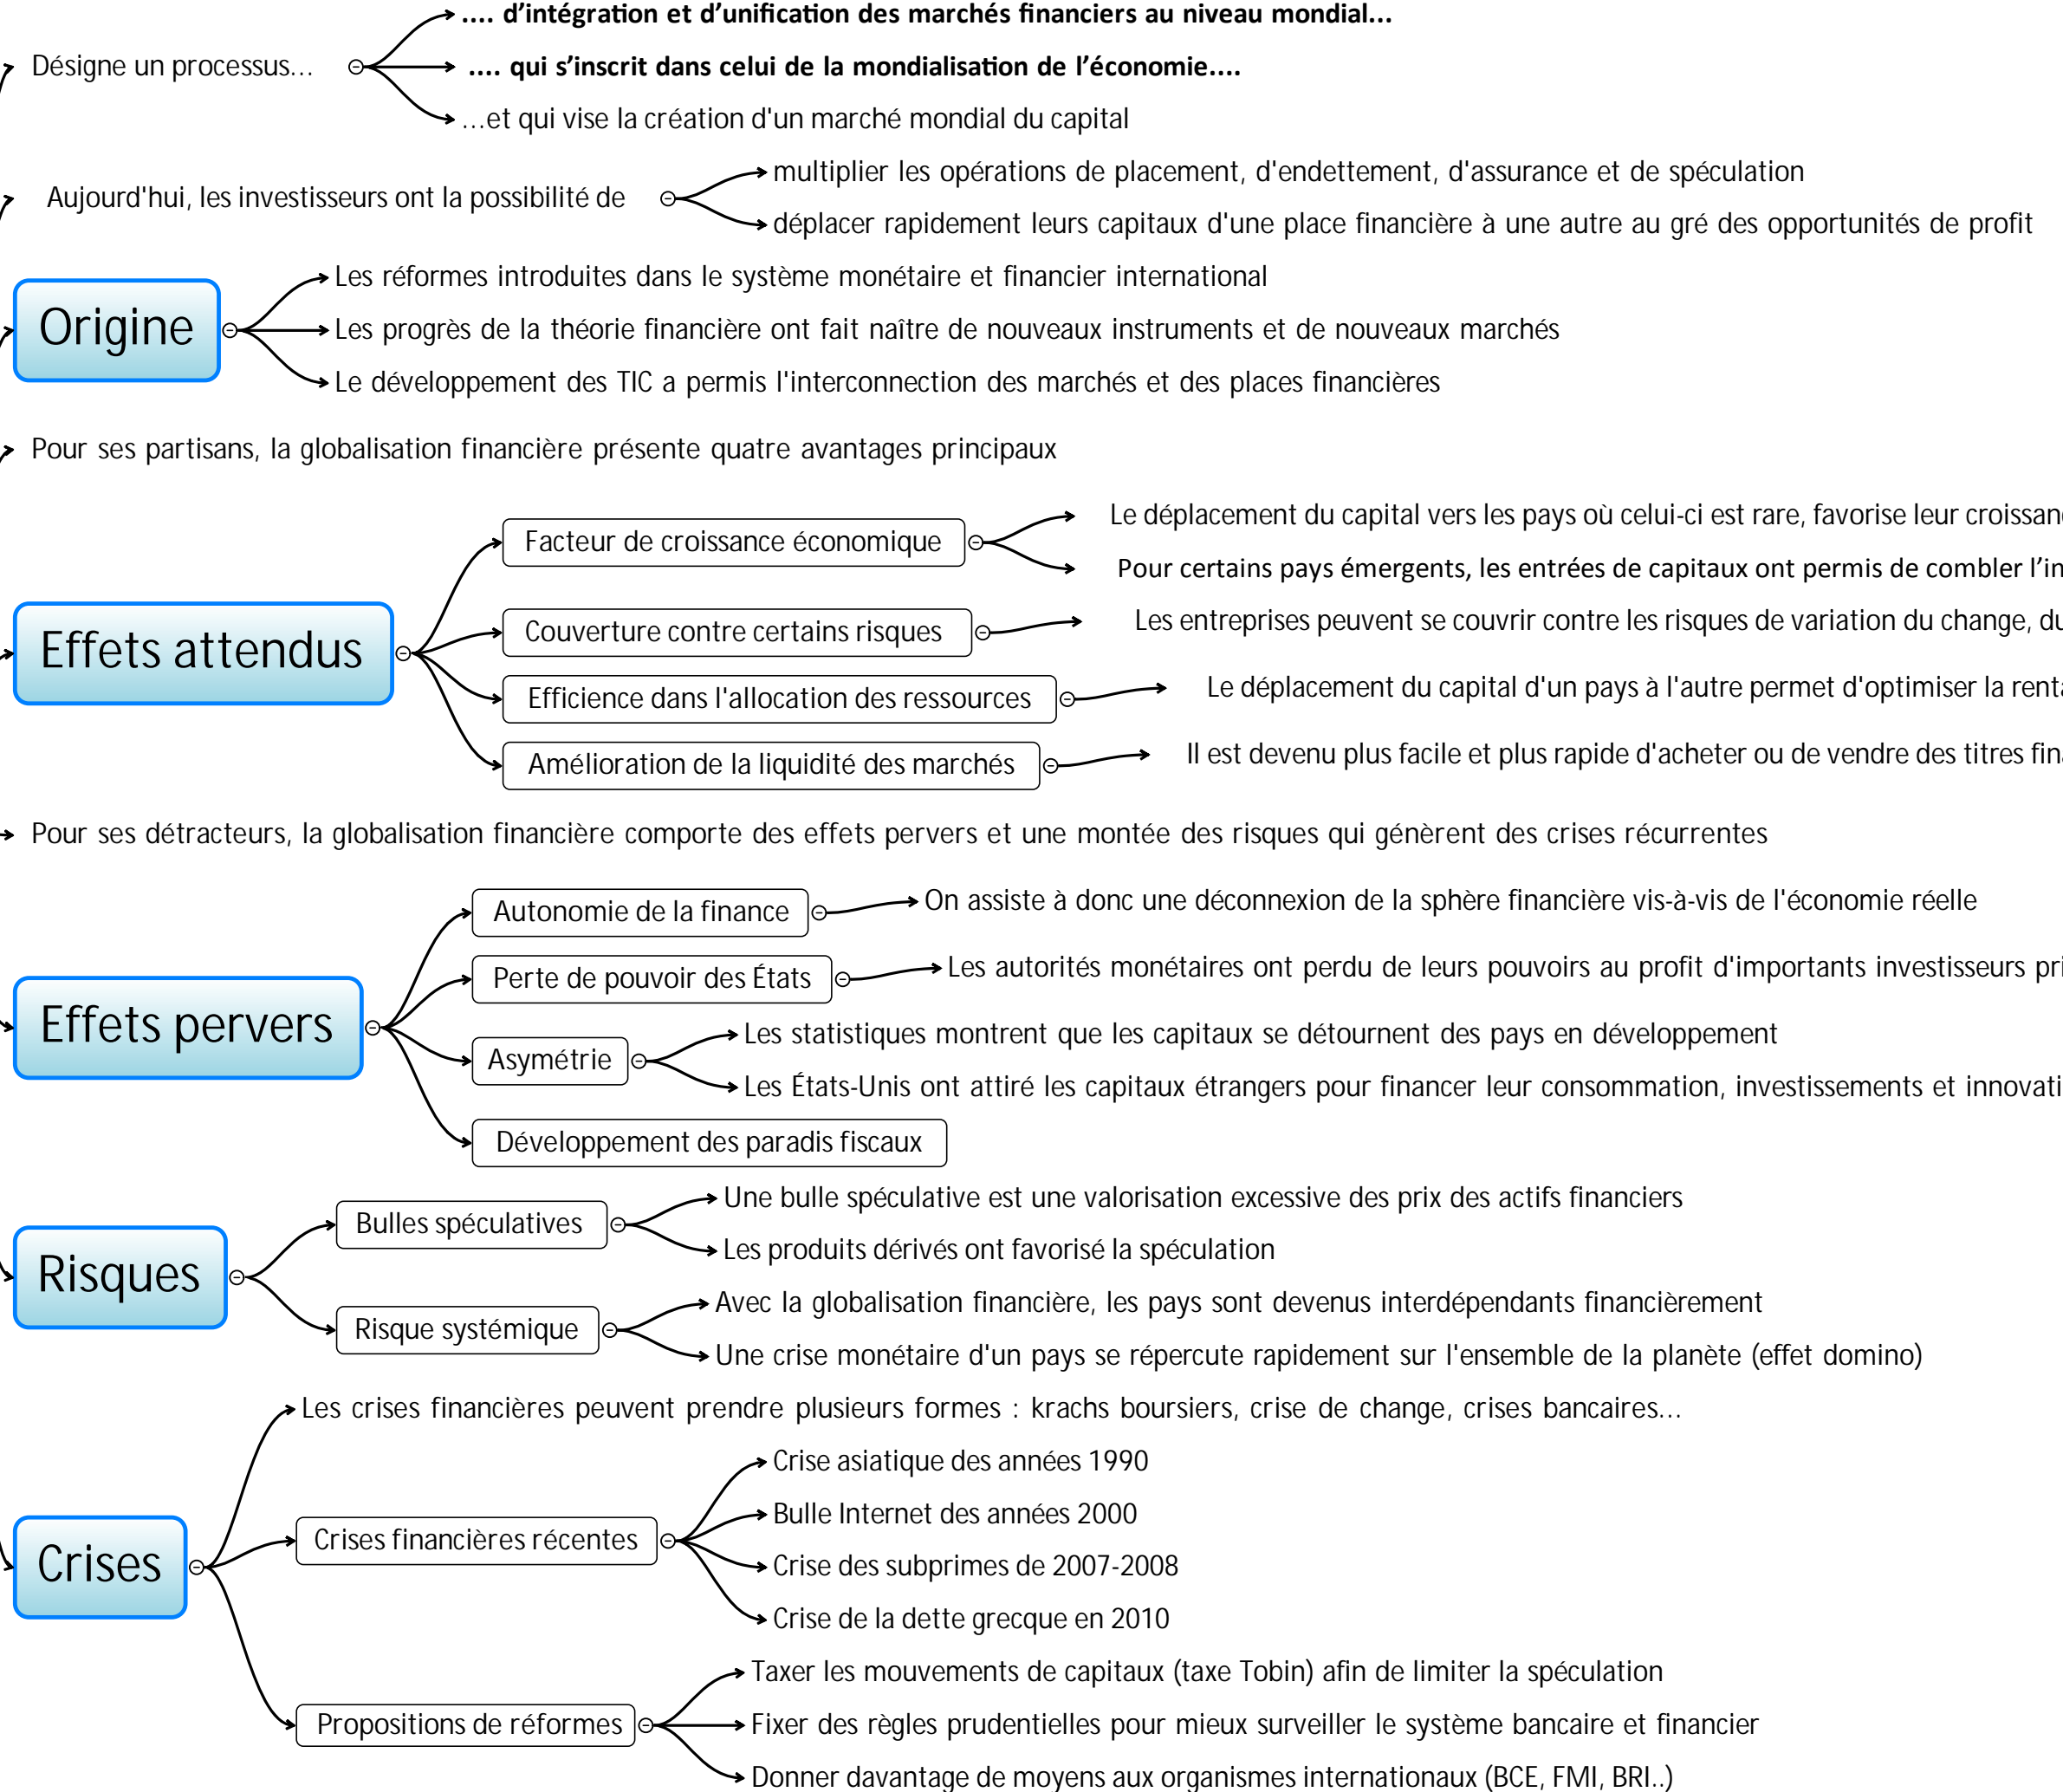 .... d’intégration et d’unification des marchés financiers au niveau mondial...
Désigne un processus...
.... qui s’inscrit dans celui de la mondialisation de l’économie....
...et qui vise la création d'un marché mondial du capital
multiplier les opérations de placement, d'endettement, d'assurance et de spéculation
Aujourd'hui, les investisseurs ont la possibilité de
déplacer rapidement leurs capitaux d'une place financière à une autre au gré des opportunités de profit
Les réformes introduites dans le système monétaire et financier international
Origine
Les progrès de la théorie financière ont fait naître de nouveaux instruments et de nouveaux marchés
Le développement des TIC a permis l'interconnection des marchés et des places financières
Pour ses partisans, la globalisation financière présente quatre avantages principaux
Effets attendus
Facteur de croissance économique
Le déplacement du capital vers les pays où celui-ci est rare, favorise leur
Pour certains pays émergents, les entrées de capitaux ont permis de combler
Couverture contre certains risques
Les entreprises peuvent se couvrir contre les risques de variation du change,
Efficience dans l'allocation des ressources
Le déplacement du capital d'un pays à l'autre permet d'optimiser la
Amélioration de la liquidité des marchés
Il est devenu plus facile et plus rapide d'acheter ou de vendre des titres
Pour ses détracteurs, la globalisation financière comporte des effets pervers et une montée des risques qui génèrent des crises récurrentes
Effets pervers
Autonomie de la finance
On assiste à donc une déconnexion de la sphère financière vis-à-vis de l'économie réelle
Perte de pouvoir des États
Les autorités monétaires ont perdu de leurs pouvoirs au profit d'importants investisseurs
Asymétrie
Les statistiques montrent que les capitaux se détournent des pays en développement
Les États-Unis ont attiré les capitaux étrangers pour financer leur consommation, investissements et
Développement des paradis fiscaux
Risques
Bulles spéculatives
Une bulle spéculative est une valorisation excessive des prix des actifs financiers
Les produits dérivés ont favorisé la spéculation
Risque systémique
Avec la globalisation financière, les pays sont devenus interdépendants financièrement
Une crise monétaire d'un pays se répercute rapidement sur l'ensemble de la planète (effet domino)
Crises
Les crises financières peuvent prendre plusieurs formes : krachs boursiers, crise de change, crises bancaires...
Crises financières récentes
Crise asiatique des années 1990
Bulle Internet des années 2000
Crise des subprimes de 2007-2008
Crise de la dette grecque en 2010
Propositions de réformes
Taxer les mouvements de capitaux (taxe Tobin) afin de limiter la spéculation
Fixer des règles prudentielles pour mieux surveiller le système bancaire et financier
Donner davantage de moyens aux organismes internationaux (BCE, FMI, BRI..)